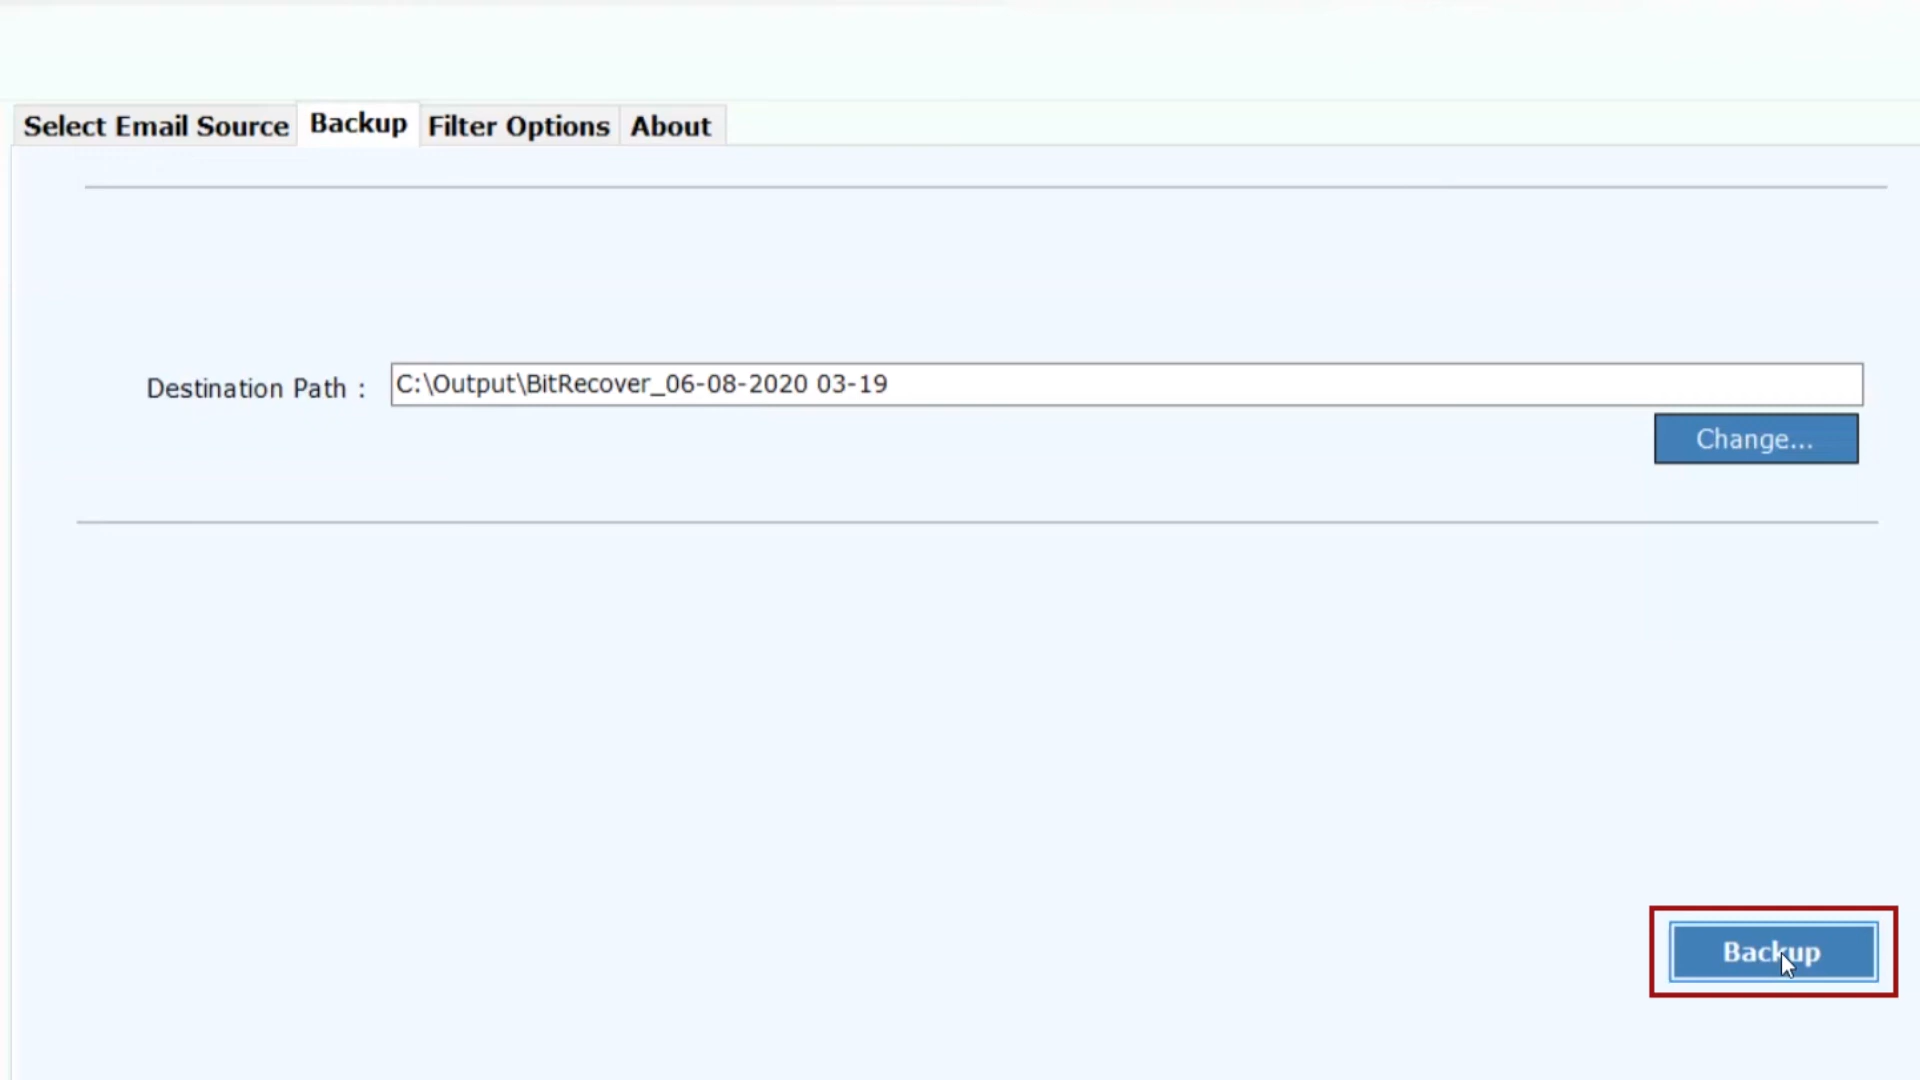 Select Email Source Backup Filter Options About
Destination Path : C:\Output\BitRecover_06-08-2020 03-19
Change...
Backup